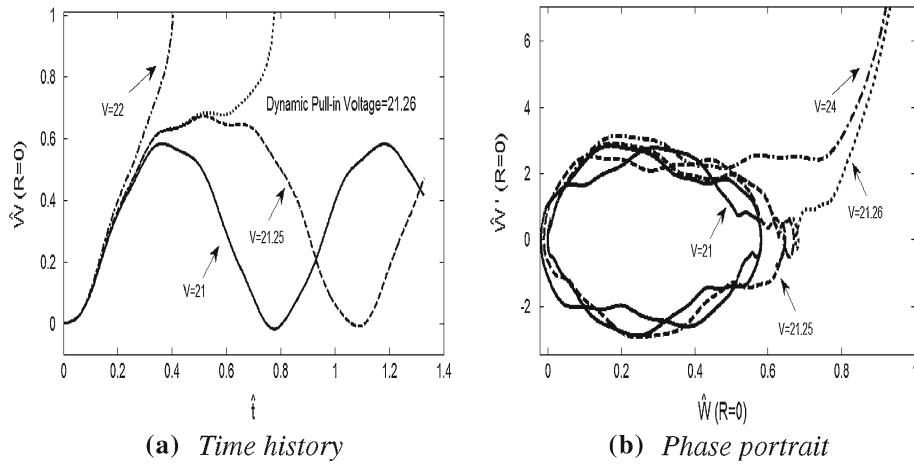 1
0.8
0.6
0.4
0.2
0
0
0.2
0.4
0.6
0.8
1
1.2
1.4
Ŵ (R=0)
t̂
V=22
Dynamic Pull-in Voltage=21.26
V=21.25
V=21
(a) Time history
6
4
2
0
-2
0
0.2
0.4
0.6
0.8
1
Ŵ ' (R=0)
Ŵ (R=0)
V=24
V=21.26
V=21
V=21.25
(b) Phase portrait